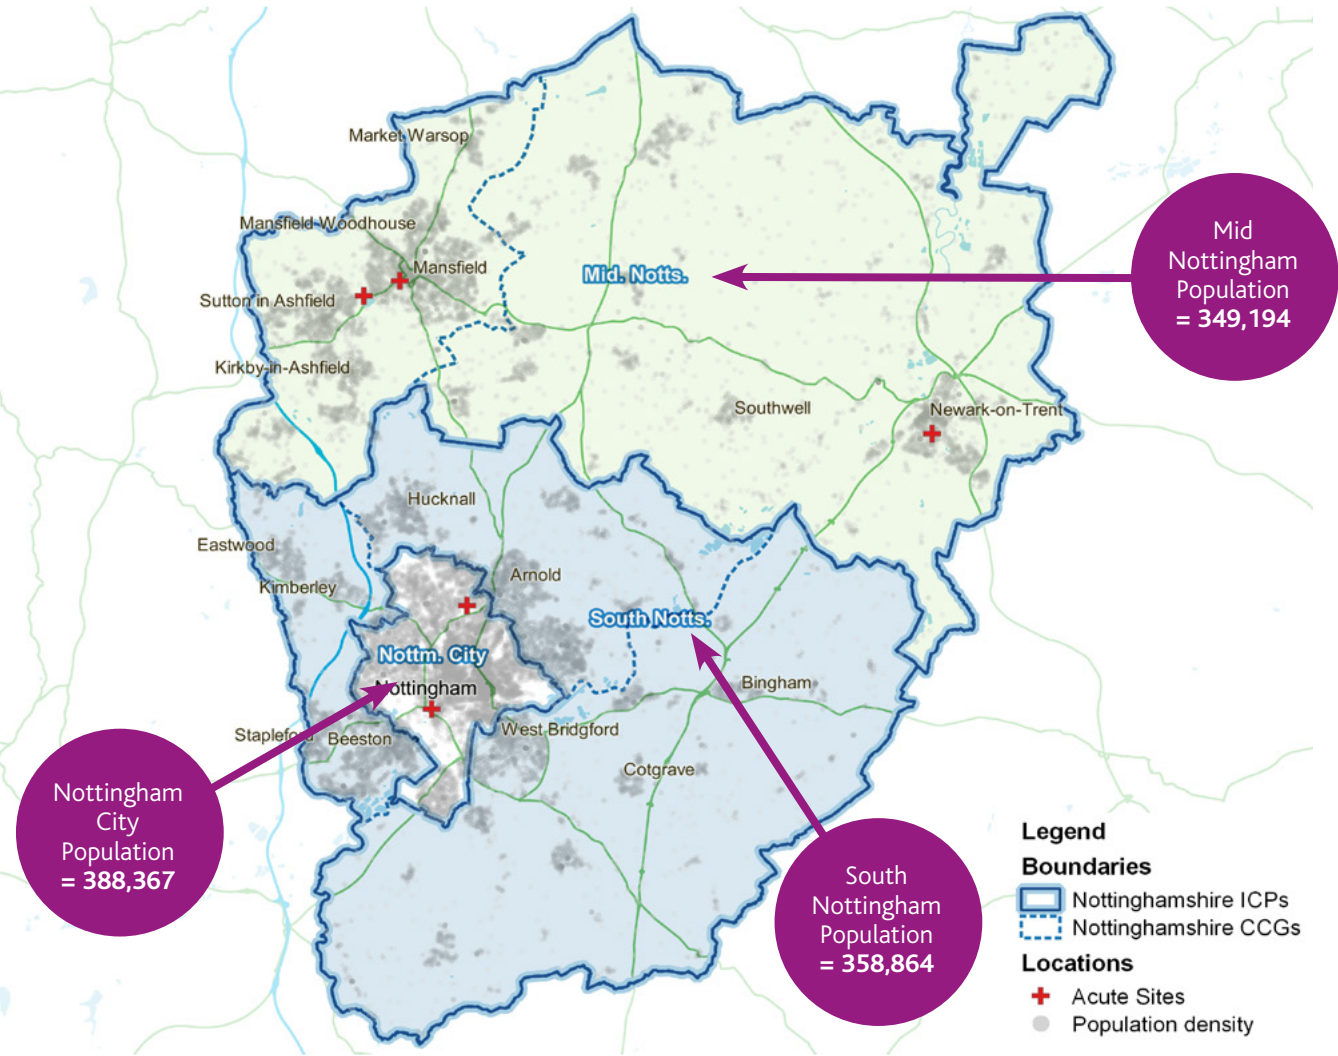 Market Warsop
Mansfield Woodhouse
Mansfield
Sutton in Ashfield
Kirkby-in-Ashfield
Mid. Notts.
Mid
Nottingham
Population
= 349,194
Southwell
Newark-on-Trent
Hucknall
Eastwood
Kimberley
Arnold
South Notts.
Nottm. City
Nottingham
Bingham
Stapleford
Beeston
West Bridgford
Cotgrave
Nottingham
City
Population
= 388,367
South
Nottingham
Population
= 358,864
Legend
Boundaries
Nottinghamshire ICPs
Nottinghamshire CCGs
Locations
Acute Sites
Population density